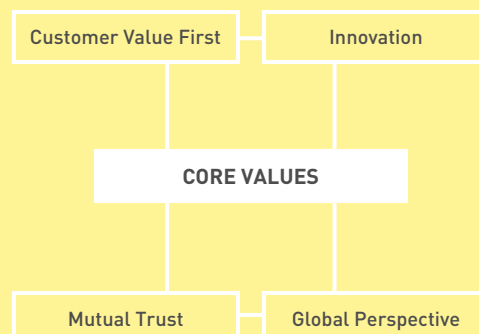 Customer Value First
Innovation
CORE VALUES
Mutual Trust
Global Perspective